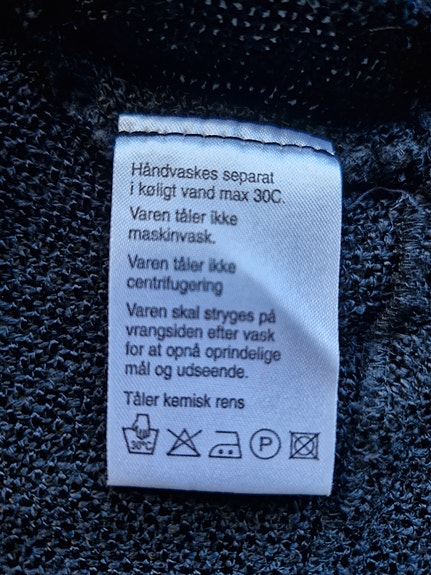 Håndvaskes separat
i køligt vand max 30C.
Varen tåler ikke
maskinvask.
Varen tåler ikke
centrifugering
Varen skal stryges på
vrangsiden efter vask
for at opnå oprindelige
mål og udseende.
Tåler kemisk rens
30°C P